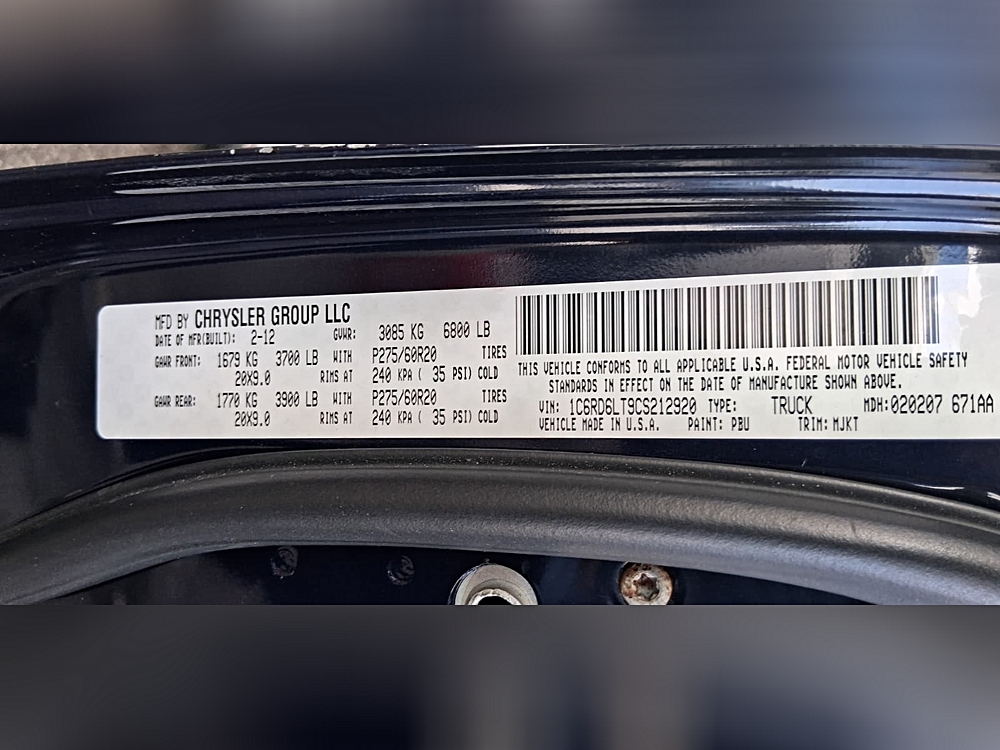 MFD BY CHRYSLER GROUP LLC
DATE OF MFR(BUILT): 2-12 GVWR: 3085 KG 6800 LB
GAWR FRONT: 1679 KG 3700 LB WITH P275/60R20 TIRES
20X9.0 RIMS AT 240 KPA ( 35 PSI) COLD
GAWR REAR: 1770 KG 3900 LB WITH P275/60R20 TIRES
20X9.0 RIMS AT 240 KPA ( 35 PSI) COLD
THIS VEHICLE CONFORMS TO ALL APPLICABLE U.S.A. FEDERAL MOTOR VEHICLE SAFETY
STANDARDS IN EFFECT ON THE DATE OF MANUFACTURE SHOWN ABOVE.
VIN: 1C6RD6LT9CS212920 TYPE: TRUCK MDH: 020207 671AA
VEHICLE MADE IN U.S.A. PAINT: PBU TRIM: MJKT